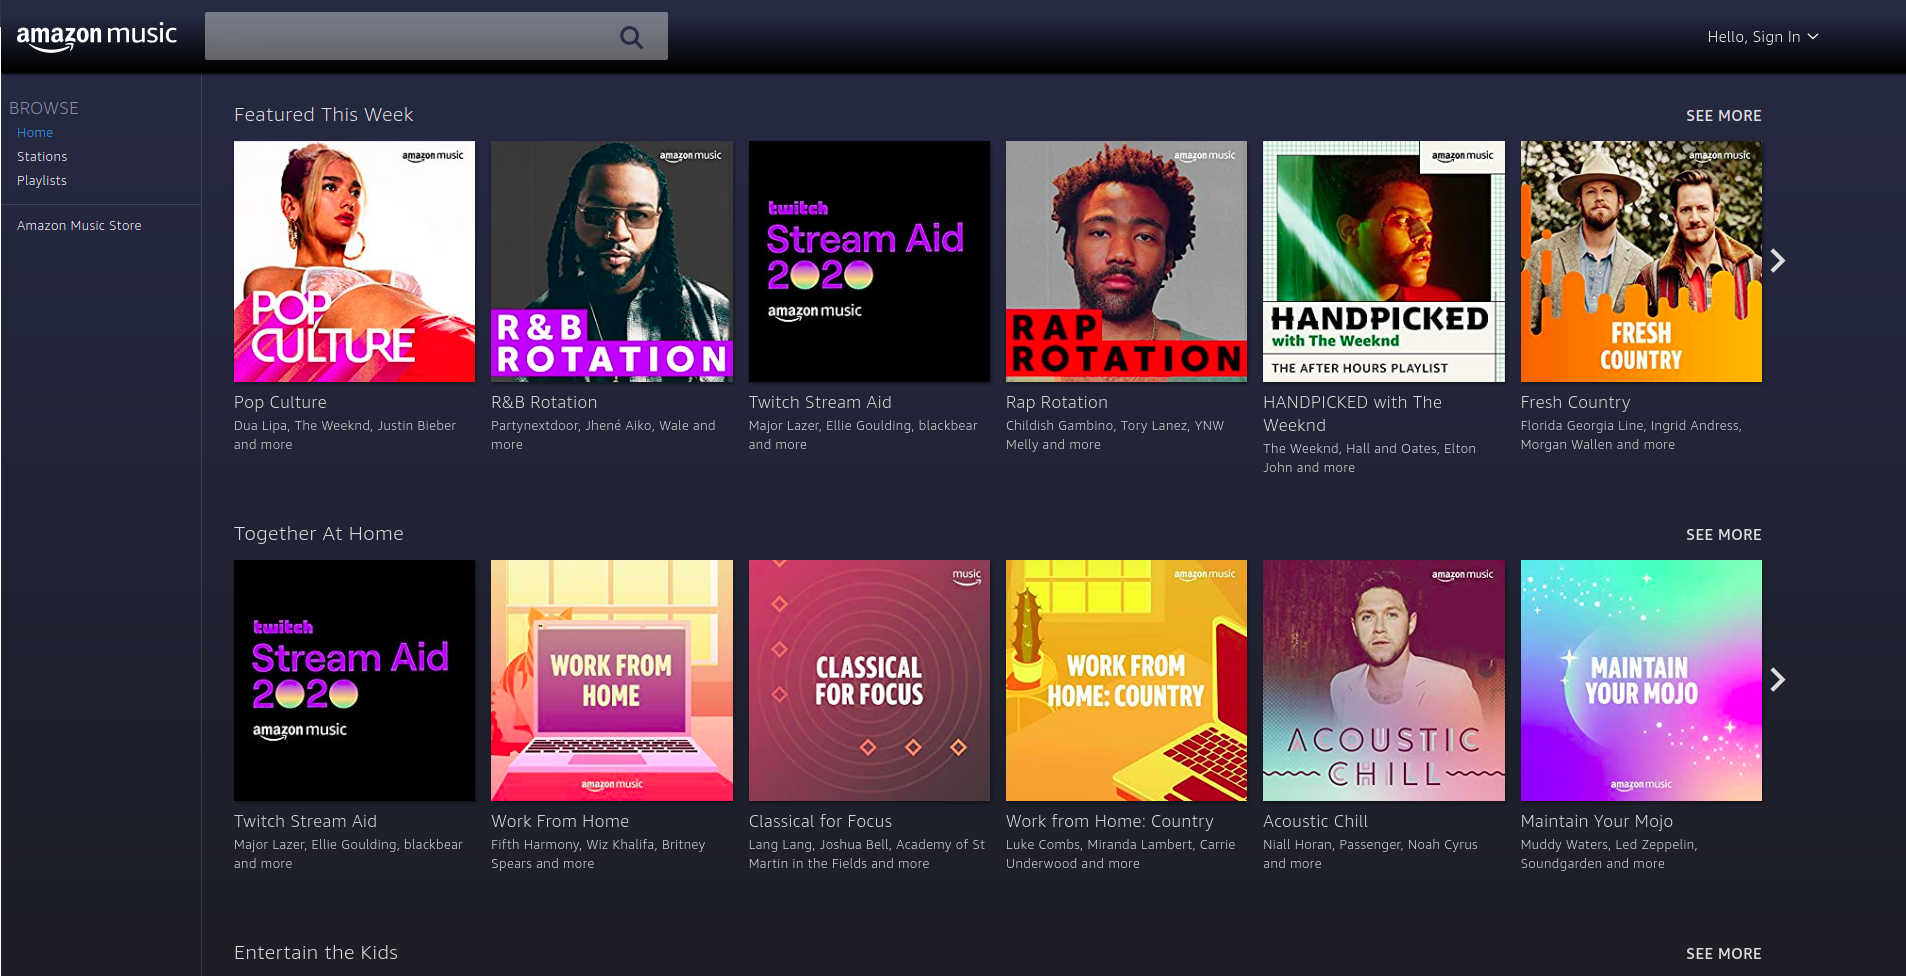 amazon music
Hello, Sign In
BROWSE
Home
Stations
Playlists
Amazon Music Store
Featured This Week
SEE MORE
amazon music
POP
CULTURE
Pop Culture
Dua Lipa, The Weeknd, Justin Bieber
and more
amazon music
R&B
ROTATION
R&B Rotation
Partynextdoor, Jhené Aiko, Wale and
more
twitch
Stream Aid
2020
amazon music
Twitch Stream Aid
Major Lazer, Ellie Goulding, blackbear
and more
amazon music
RAP
ROTATION
Rap Rotation
Childish Gambino, Tory Lanez, YNW
Melly and more
amazon music
HANDPICKED
with The Weeknd
THE AFTER HOURS PLAYLIST
HANDPICKED with The
Weeknd
The Weeknd, Hall and Oates, Elton
John and more
amazon music
FRESH
COUNTRY
Fresh Country
Florida Georgia Line, Ingrid Andress,
Morgan Wallen and more
Together At Home
SEE MORE
twitch
Stream Aid
2020
amazon music
Twitch Stream Aid
Major Lazer, Ellie Goulding, blackbear
and more
WORK FROM
HOME
amazon music
Work From Home
Fifth Harmony, Wiz Khalifa, Britney
Spears and more
music
CLASSICAL
FOR FOCUS
Classical for Focus
Lang Lang, Joshua Bell, Academy of St
Martin in the Fields and more
amazon music
WORK FROM
HOME: COUNTRY
Work from Home: Country
Luke Combs, Miranda Lambert, Carrie
Underwood and more
amazon music
ACOUSTIC
CHILL
Acoustic Chill
Niall Horan, Passenger, Noah Cyrus
and more
MAINTAIN
YOUR MOJO
amazon music
Maintain Your Mojo
Muddy Waters, Led Zeppelin,
Soundgarden and more
Entertain the Kids
SEE MORE